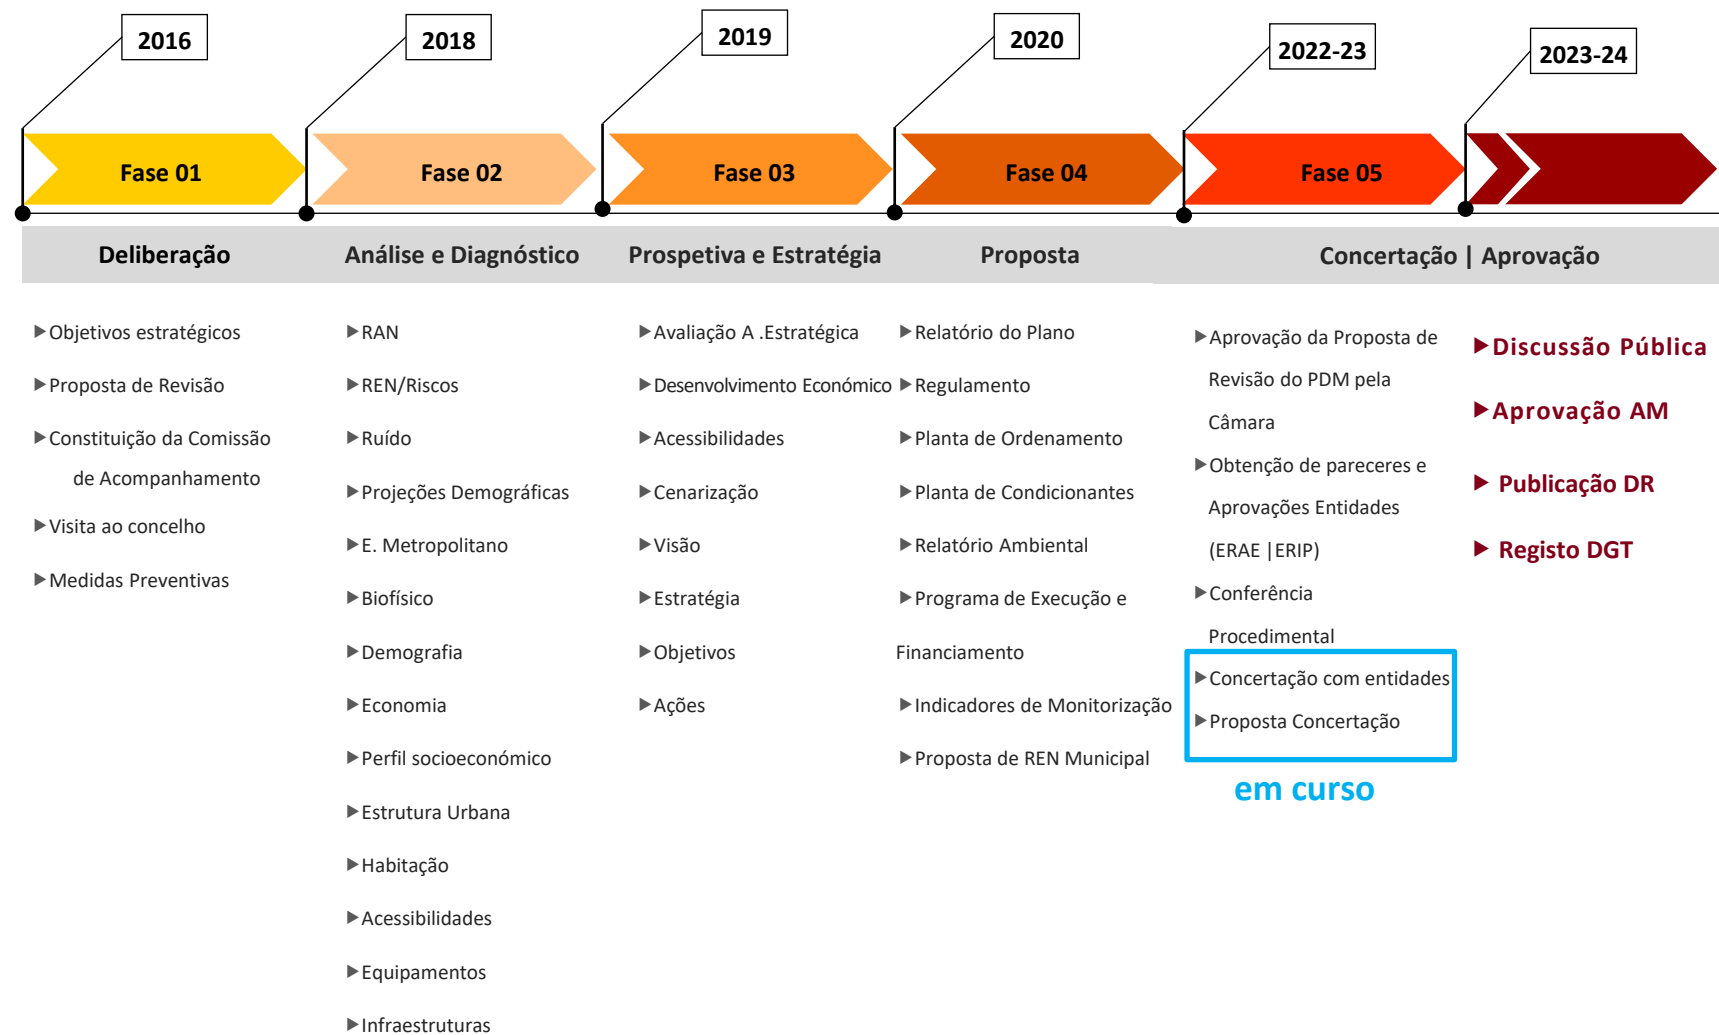 2016
2018
2019
2020
2022-23
2023-24
Fase 01
Fase 02
Fase 03
Fase 04
Fase 05
Deliberação
Análise e Diagnóstico
Prospetiva e Estratégia
Proposta
Concertação | Aprovação
▶Objetivos estratégicos
▶Proposta de Revisão
▶Constituição da Comissão
de Acompanhamento
▶Visita ao concelho
▶Medidas Preventivas
▶RAN
▶REN/Riscos
▶Ruído
▶Projeções Demográficas
▶E. Metropolitano
▶Biofísico
▶Demografia
▶Economia
▶Perfil socioeconómico
▶Estrutura Urbana
▶Habitação
▶Acessibilidades
▶Equipamentos
▶Infraestruturas
▶Avaliação A .Estratégica
▶Desenvolvimento Económico
▶Acessibilidades
▶Cenarização
▶Visão
▶Estratégia
▶Objetivos
▶Ações
▶Relatório do Plano
▶Regulamento
▶Planta de Ordenamento
▶Planta de Condicionantes
▶Relatório Ambiental
▶Programa de Execução e
Financiamento
▶Indicadores de Monitorização
▶Proposta de REN Municipal
▶Aprovação da Proposta de
Revisão do PDM pela
Câmara
▶Obtenção de pareceres e
Aprovações Entidades
(ERAE |ERIP)
▶Conferência
Procedimental
▶Concertação com entidades
▶Proposta Concertação
em curso
▶Discussão Pública
▶Aprovação AM
▶ Publicação DR
▶ Registo DGT